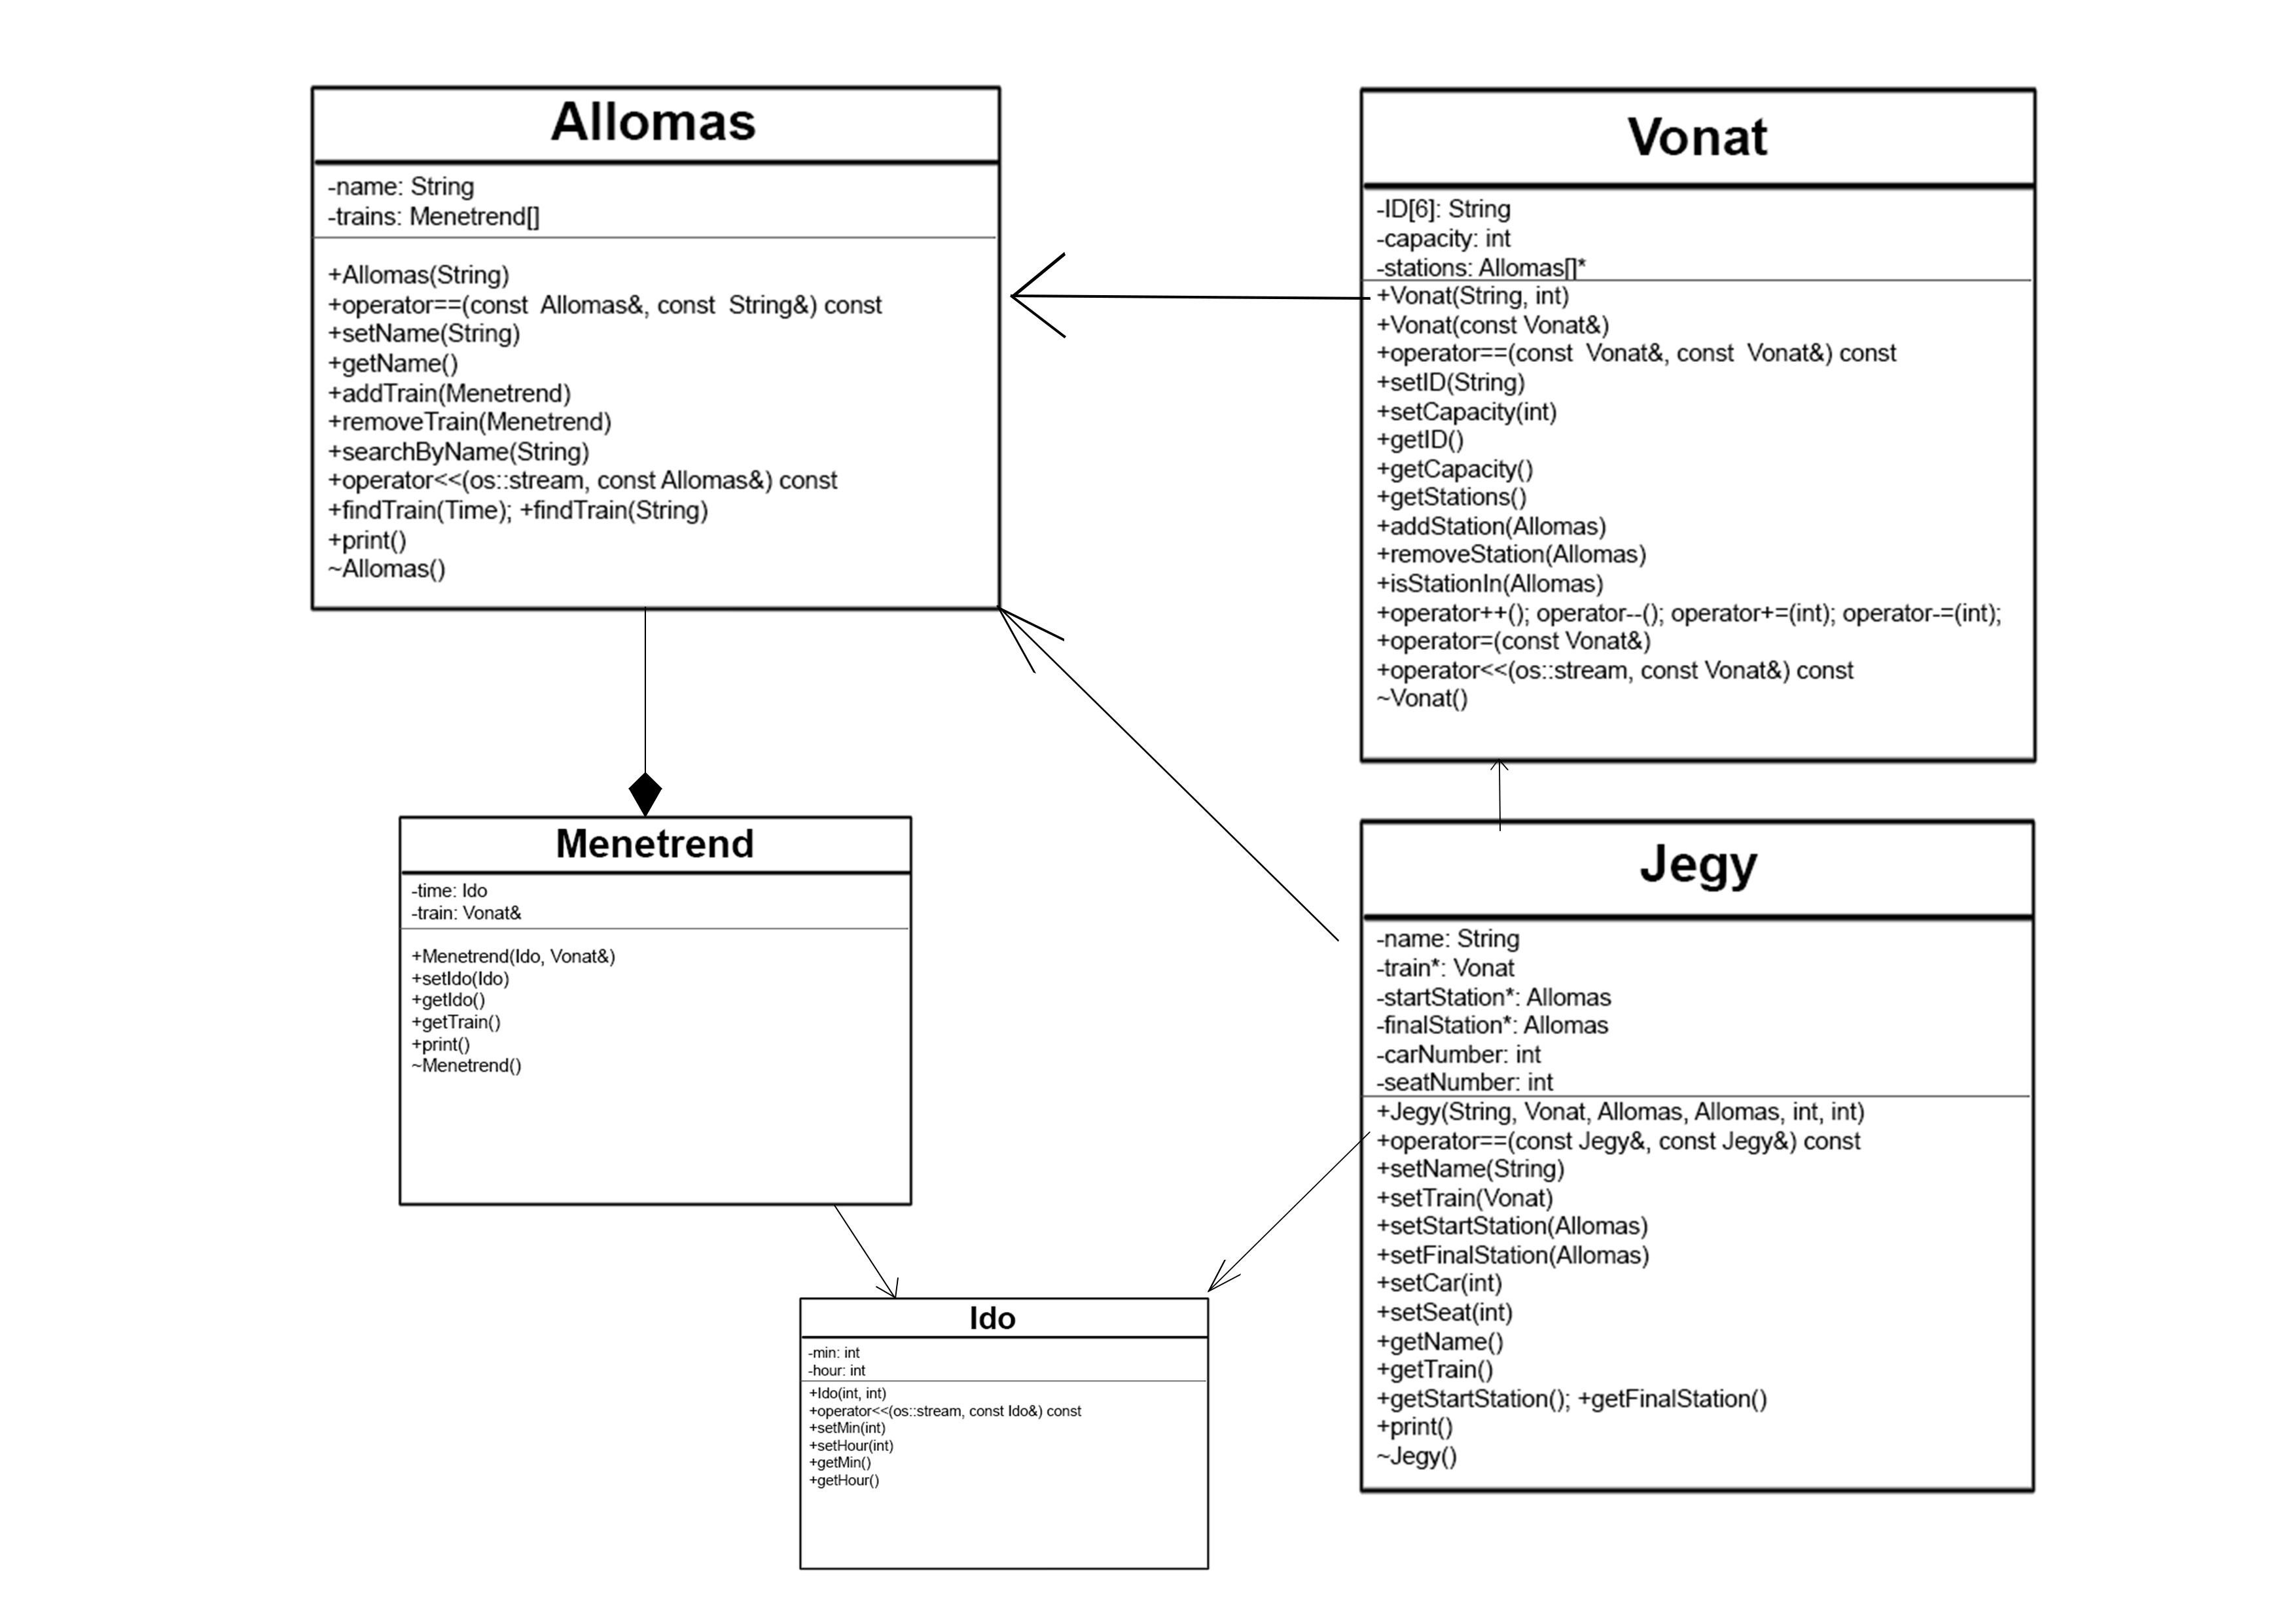 Allomas
-name: String
-trains: Menetrend[]
+Allomas(String)
+operator==(const  Allomas&, const  String&) const
+setName(String)
+getName()
+addTrain(Menetrend)
+removeTrain(Menetrend)
+searchByName(String)
+operator<<(os::stream, const Allomas&) const
+findTrain(Time); +findTrain(String)
+print()
~Allomas()
Vonat
-ID[6]: String
-capacity: int
-stations: Allomas[]*
+Vonat(String, int)
+Vonat(const Vonat&)
+operator==(const  Vonat&, const  Vonat&) const
+setID(String)
+setCapacity(int)
+getID()
+getCapacity()
+getStations()
+addStation(Allomas)
+removeStation(Allomas)
+isStationIn(Allomas)
+operator++(); operator--(); operator+=(int); operator-=(int);
+operator=(const Vonat&)
+operator<<(os::stream, const Vonat&) const
~Vonat()
Menetrend
-time: Ido
-train: Vonat&
+Menetrend(Ido, Vonat&)
+setIdo(Ido)
+getIdo()
+getTrain()
+print()
~Menetrend()
Jegy
-name: String
-train*: Vonat
-startStation*: Allomas
-finalStation*: Allomas
-carNumber: int
-seatNumber: int
+Jegy(String, Vonat, Allomas, Allomas, int, int)
+operator==(const Jegy&, const Jegy&) const
+setName(String)
+setTrain(Vonat)
+setStartStation(Allomas)
+setFinalStation(Allomas)
+setCar(int)
+setSeat(int)
+getName()
+getTrain()
+getStartStation(); +getFinalStation()
+print()
~Jegy()
Ido
-min: int
-hour: int
+Ido(int, int)
+operator<<(os::stream, const Ido&) const
+setMin(int)
+setHour(int)
+getMin()
+getHour()